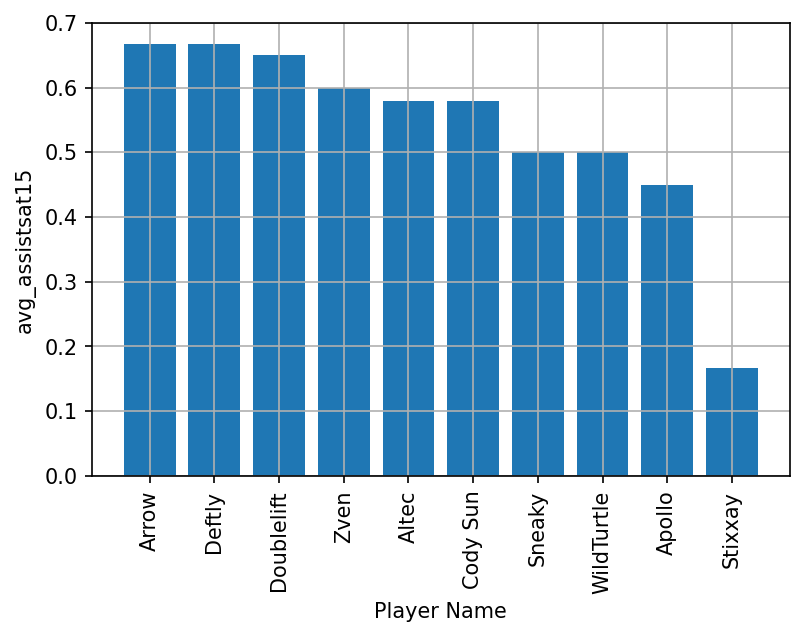 0.7
0.6
0.5
0.4
0.3
0.2
0.1
0.0
avg_assistsat15
Arrow
Deftly
Doublelift
Zven
Altec
Cody Sun
Sneaky
WildTurtle
Apollo
Stixxay
Player Name